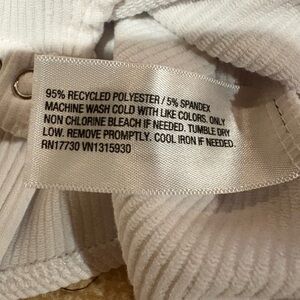 95% RECYCLED POLYESTER / 5% SPANDEX
MACHINE WASH COLD WITH LIKE COLORS. ONLY
NON CHLORINE BLEACH IF NEEDED. TUMBLE DRY
LOW. REMOVE PROMPTLY. COOL IRON IF NEEDED.
RN17730 VN1315930